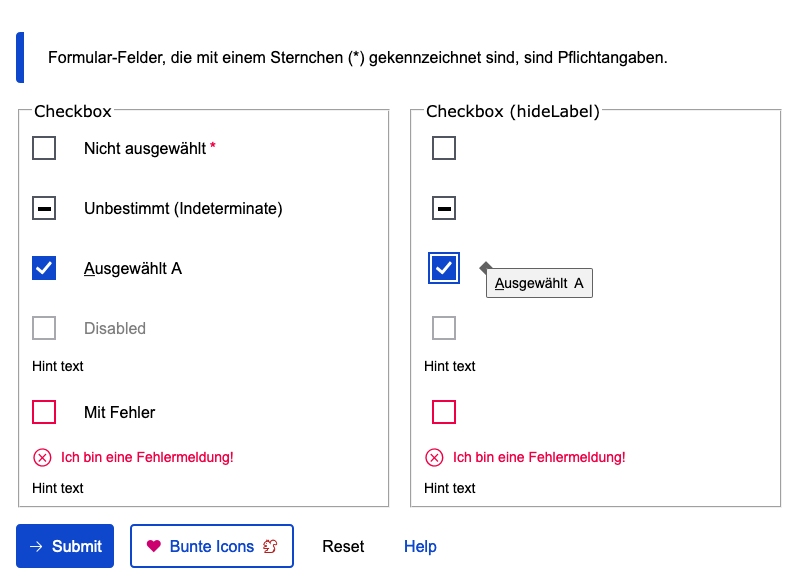 Formular-Felder, die mit einem Sternchen (*) gekennzeichnet sind, sind Pflichtangaben.
Checkbox
Nicht ausgewählt *
Unbestimmt (Indeterminate)
Ausgewählt A
Disabled
Hint text
Mit Fehler
Ich bin eine Fehlermeldung!
Hint text
Checkbox (hideLabel)
Ausgewählt A
Hint text
Ich bin eine Fehlermeldung!
Hint text
Submit
Bunte Icons
Reset
Help